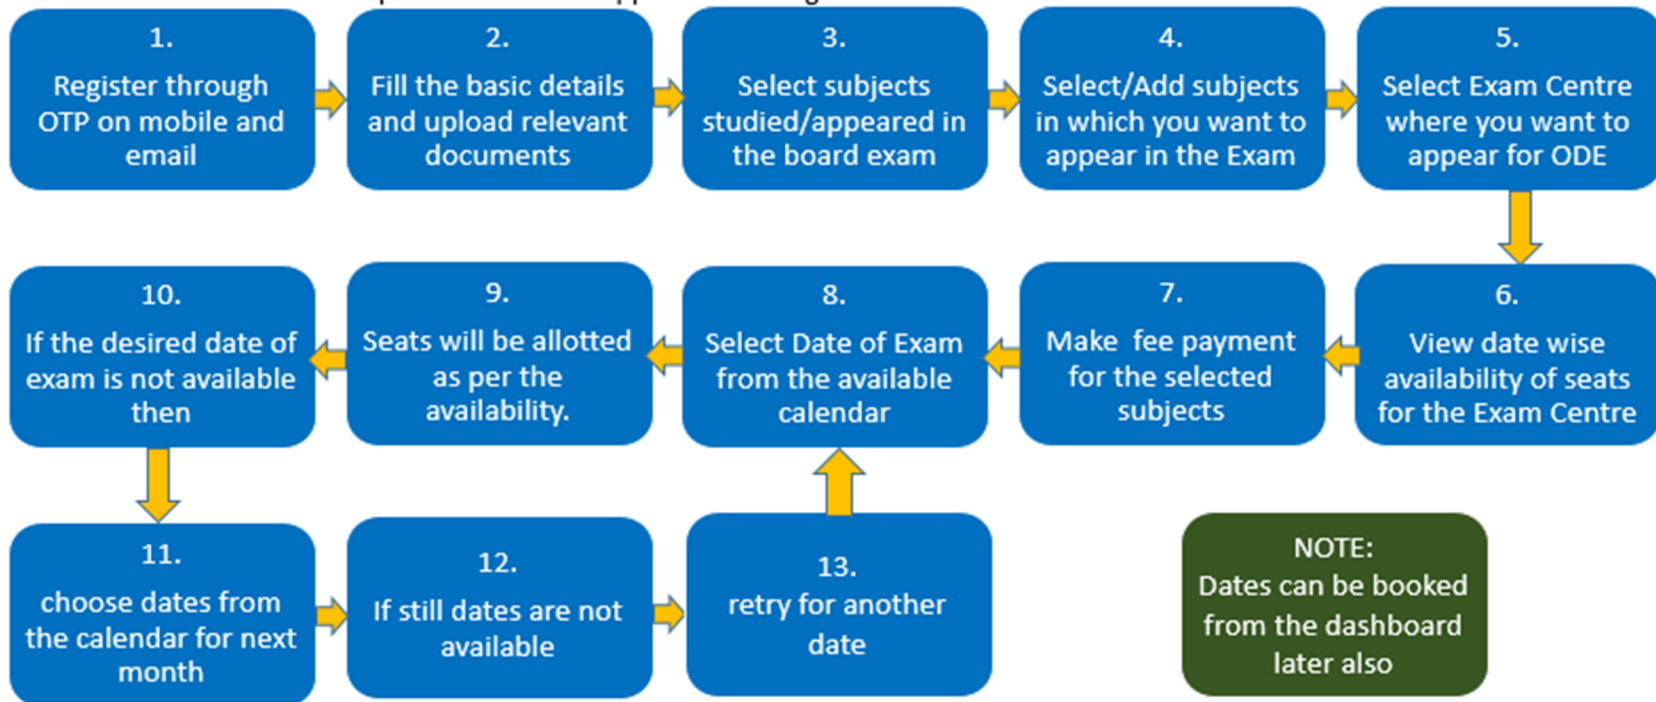 1.
Register through
OTP on mobile and
email
2.
Fill the basic details
and upload relevant
documents
3.
Select subjects
studied/appeared in
the board exam
4.
Select/Add subjects
in which you want to
appear in the Exam
5.
Select Exam Centre
where you want to
appear for ODE
6.
View date wise
availability of seats
for the Exam Centre
7.
Make fee payment
for the selected
subjects
8.
Select Date of Exam
from the available
calendar
9.
Seats will be allotted
as per the
availability.
10.
If the desired date of
exam is not available
then
11.
choose dates from
the calendar for next
month
12.
If still dates are not
available
13.
retry for another
date
NOTE:
Dates can be booked
from the dashboard
later also